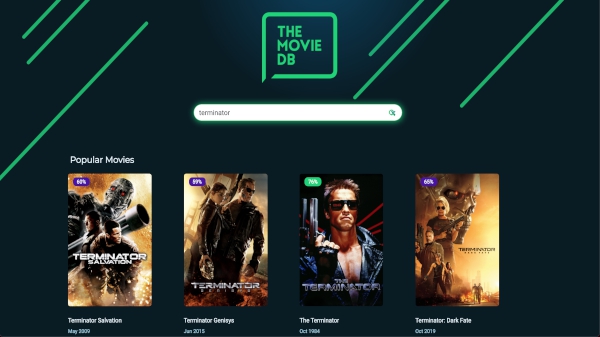 THE
MOVIE
DB
terminator
Popular Movies
60%
59%
76%
65%
TERMINATOR
SALVATION
TERMINATOR
GENISYS
THE
TERMINATOR
TERMINATOR
DARK FATE
Terminator Salvation
Terminator Genisys
The Terminator
Terminator: Dark Fate
May 2009
Jun 2015
Oct 1984
Oct 2019